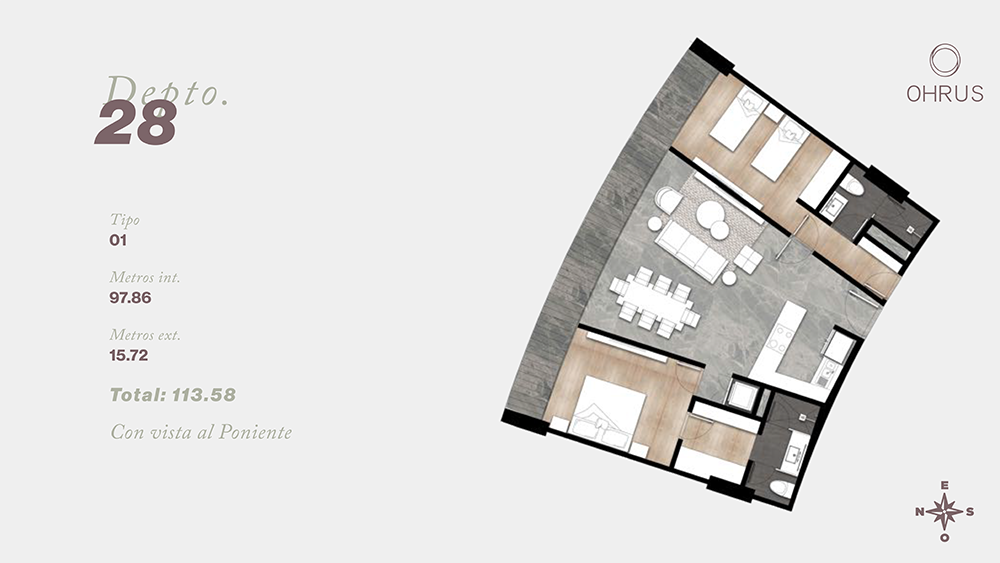 Depto.
28
Tipo
01
Metros int.
97.86
Metros ext.
15.72
Total: 113.58
Con vista al Poniente
OHRUS
E
N S
O